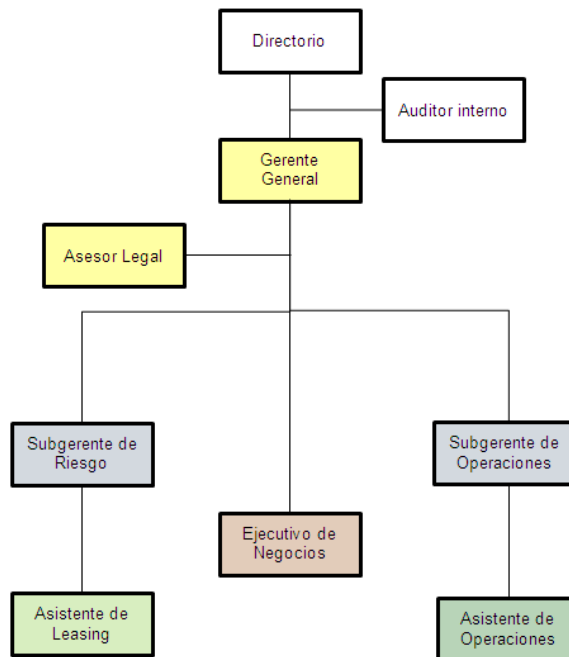 Directorio
Auditor interno
Gerente
General
Asesor Legal
Subgerente de
Riesgo
Subgerente de
Operaciones
Ejecutivo de
Negocios
Asistente de
Leasing
Asistente de
Operaciones